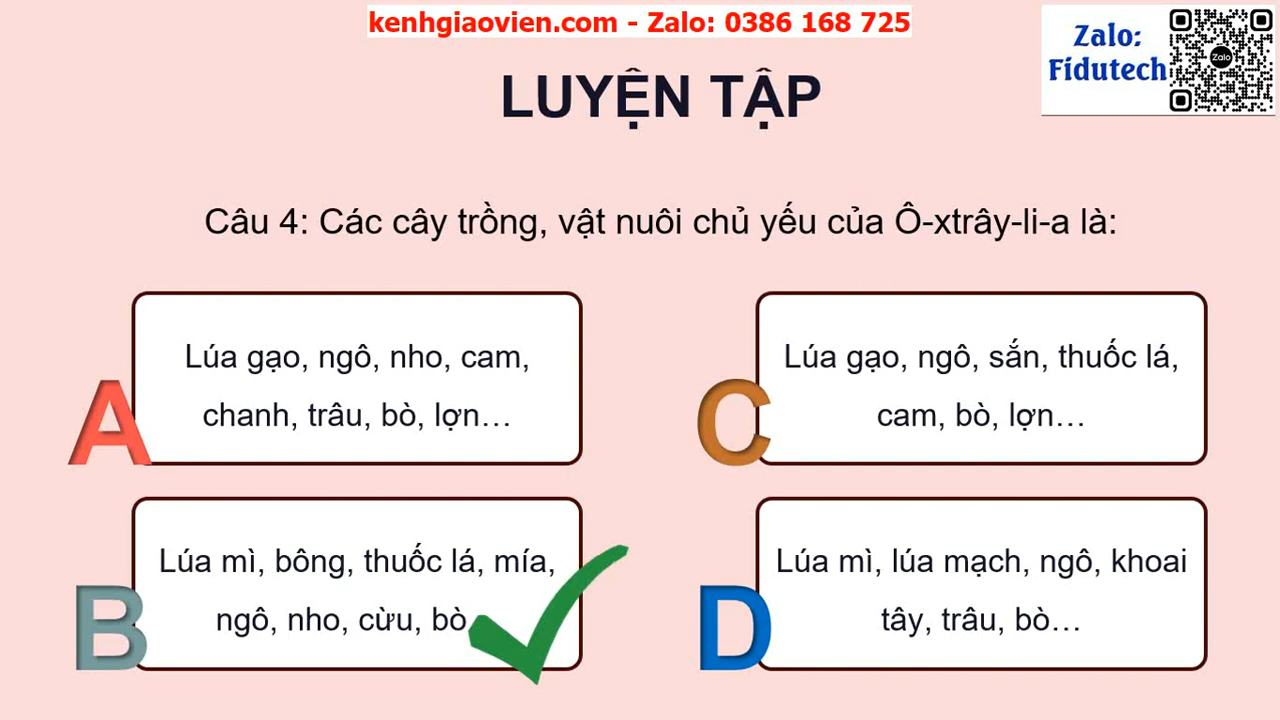 kenhgiaovien.com - Zalo: 0386 168 725
Zalo:
Fidutech
Zalo
LUYỆN TẬP
Câu 4: Các cây trồng, vật nuôi chủ yếu của Ô-xtrây-li-a là:
A
Lúa gạo, ngô, nho, cam,
chanh, trâu, bò, lợn…
B
Lúa mì, bông, thuốc lá, mía,
ngô, nho, cừu, bò
C
Lúa gạo, ngô, sắn, thuốc lá,
cam, bò, lợn…
D
Lúa mì, lúa mạch, ngô, khoai
tây, trâu, bò…